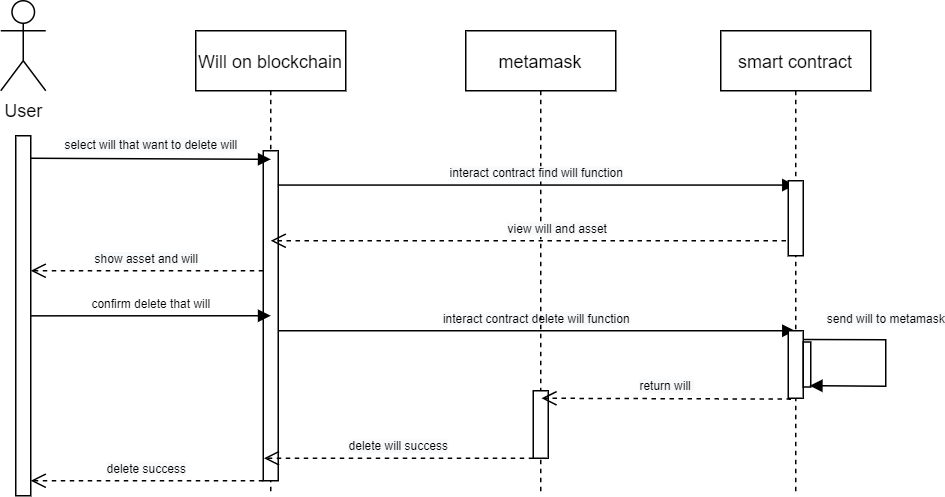 User
Will on blockchain
metamask
smart contract
select will that want to delete will
interact contract find will function
view will and asset
show asset and will
confirm delete that will
interact contract delete will function
send will to metamask
return will
delete will success
delete success